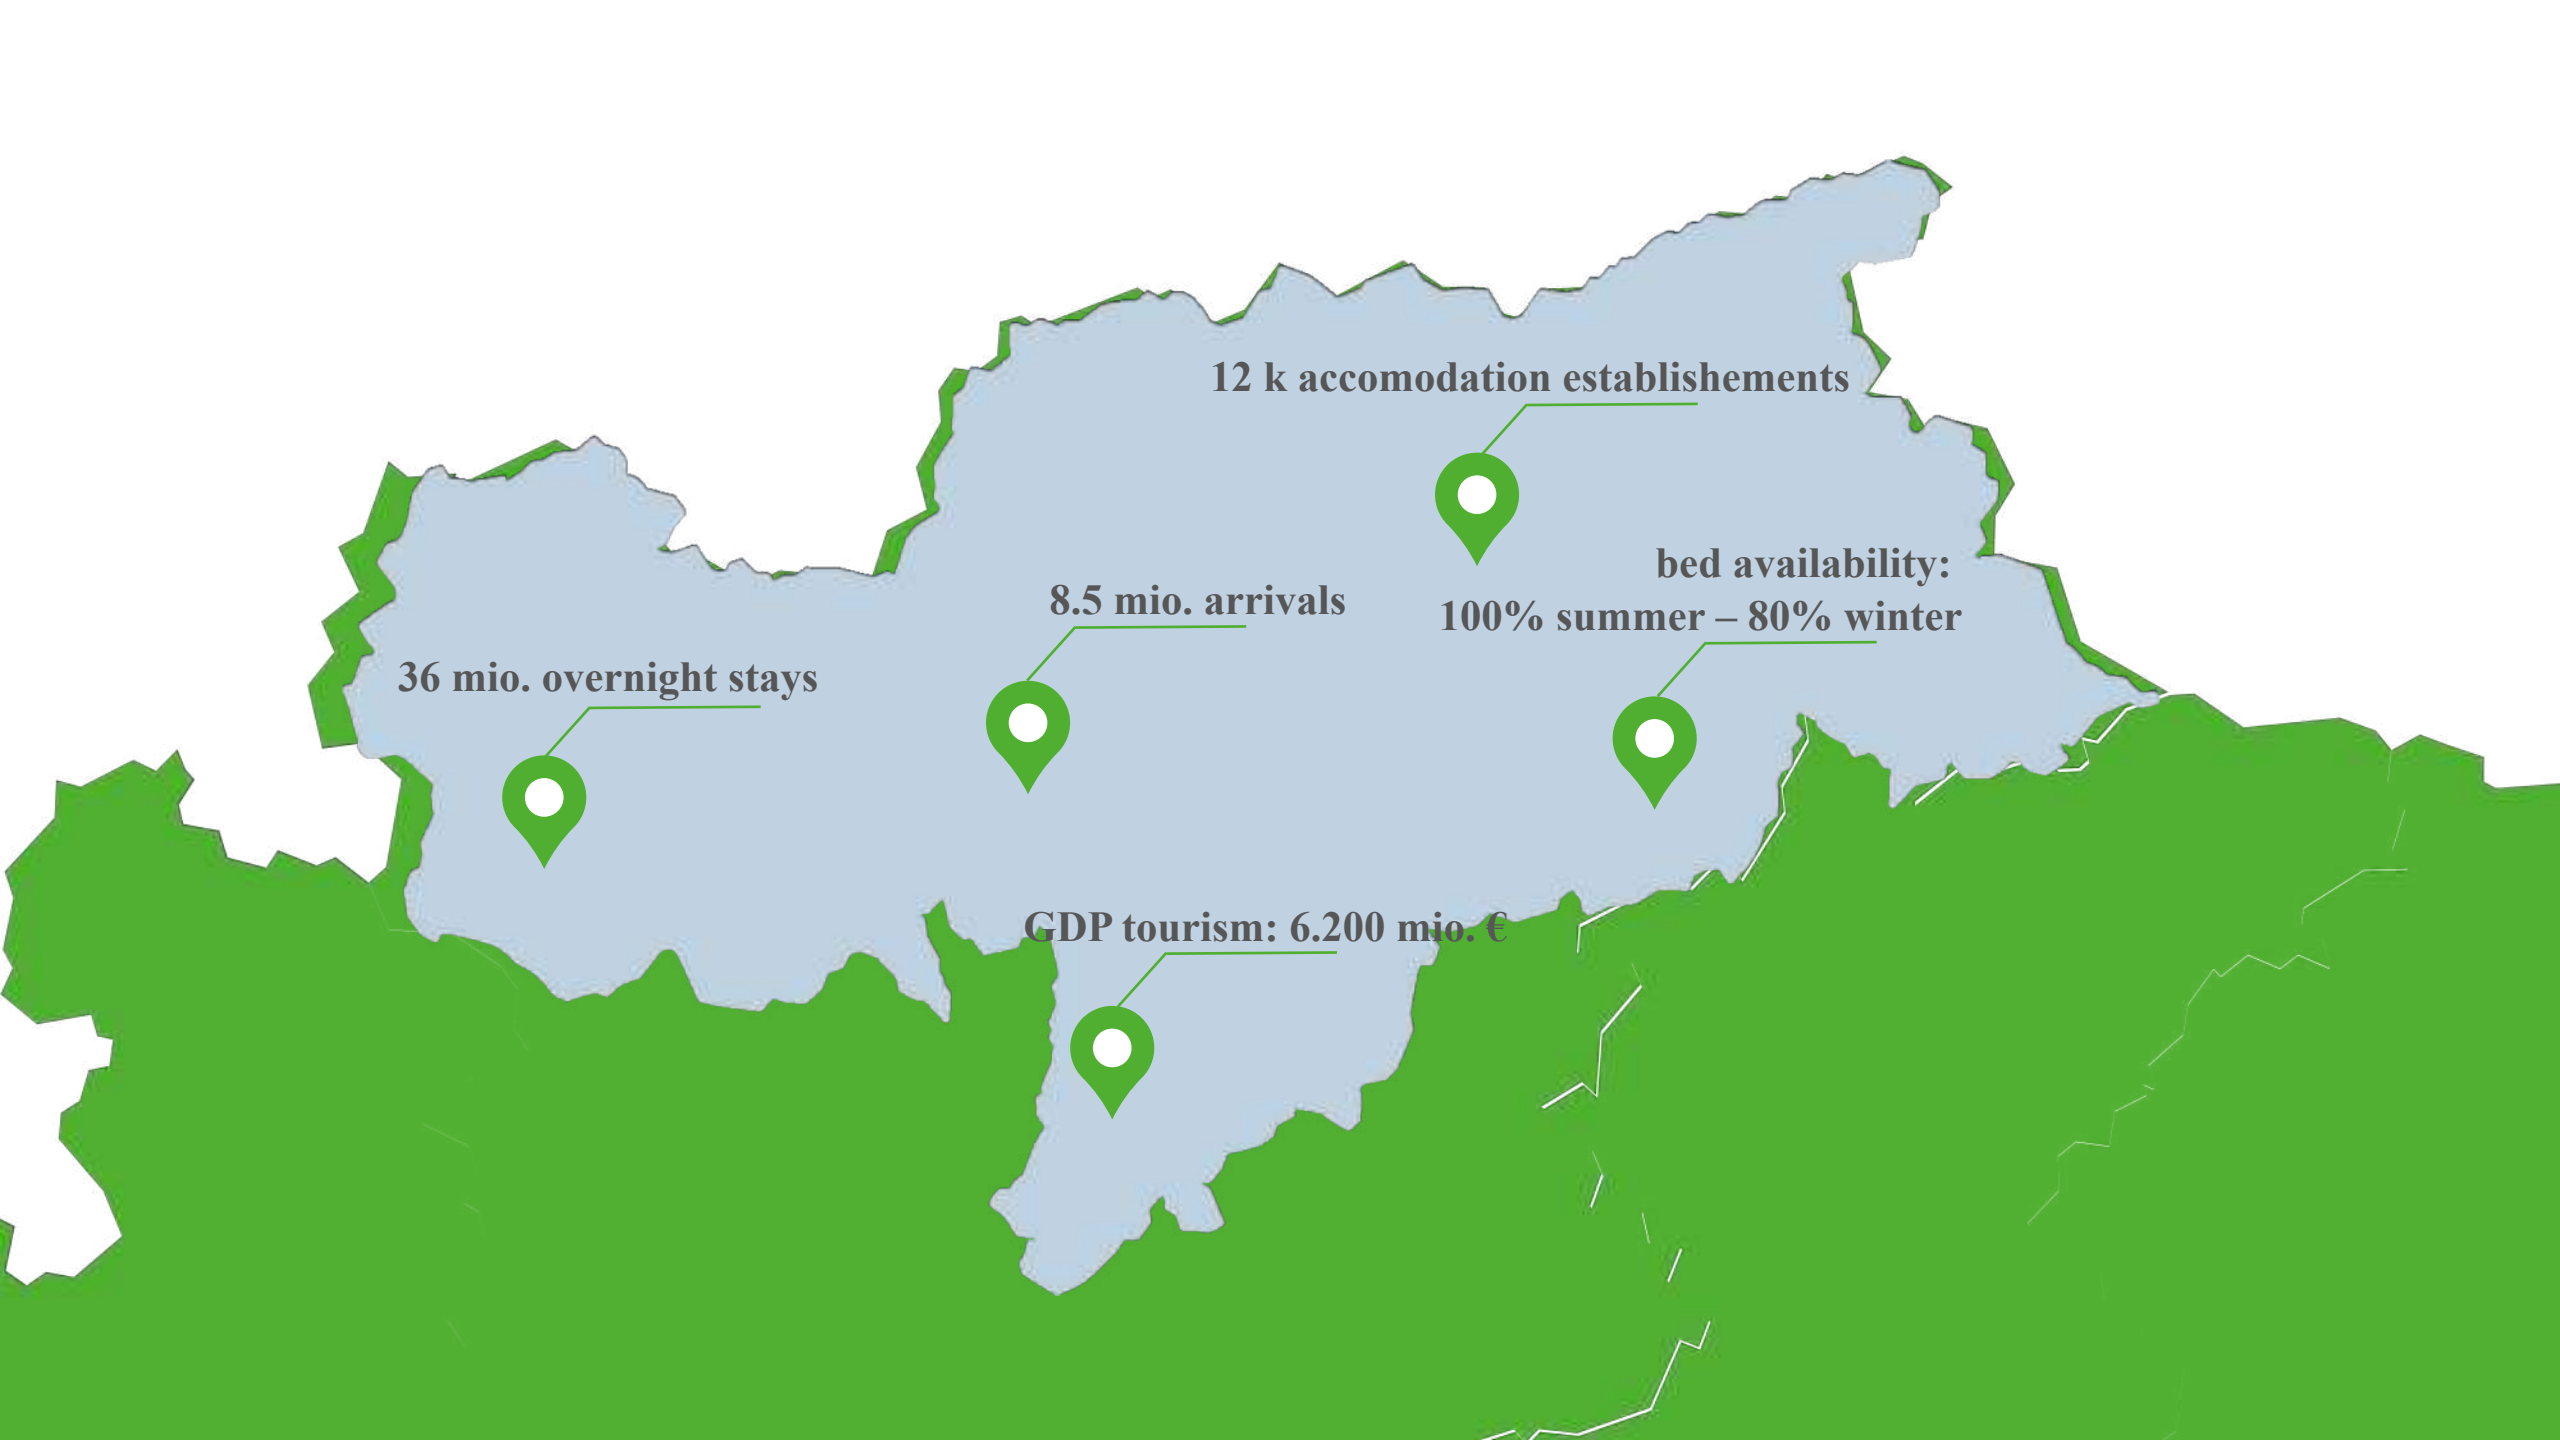 12 k accomodation establishements
bed availability:
100% summer – 80% winter
8.5 mio. arrivals
36 mio. overnight stays
GDP tourism: 6.200 mio. €